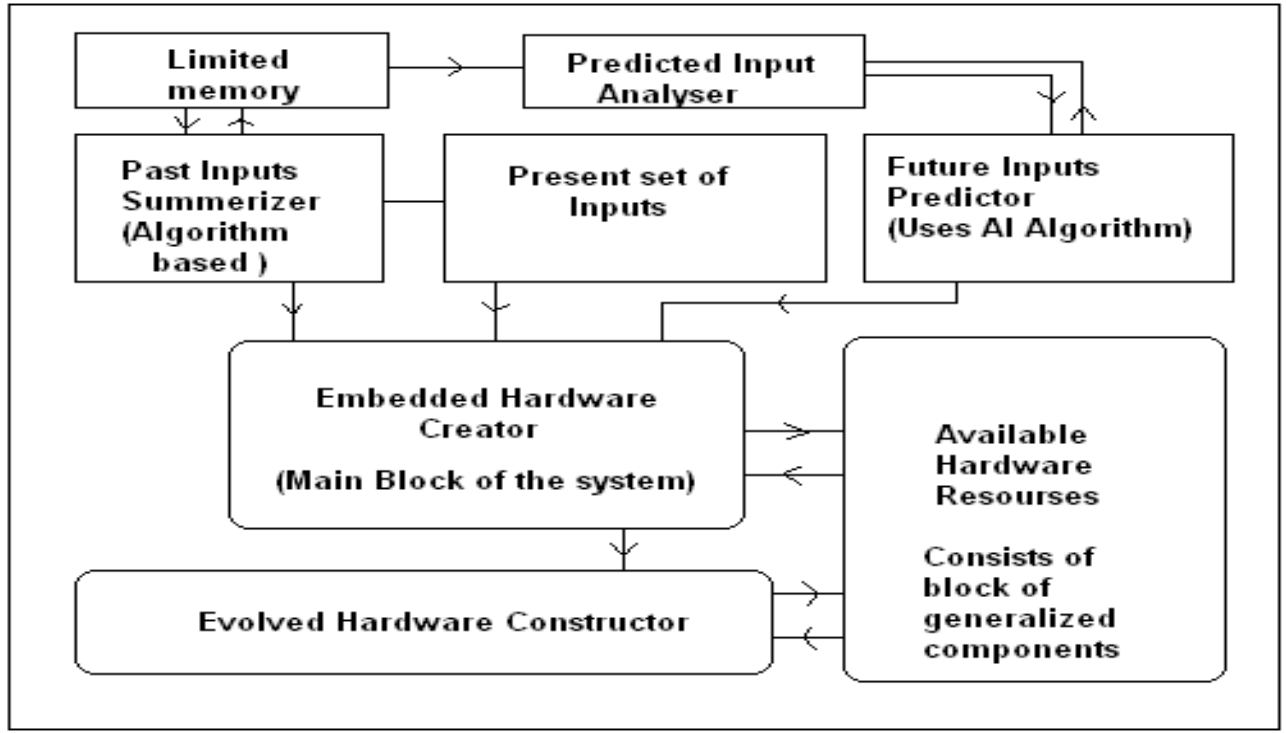 Limited
memory
Predicted Input
Analyser
Past Inputs
Summerizer
(Algorithm
based )
Present set of
Inputs
Future Inputs
Predictor
(Uses AI Algorithm)
Embedded Hardware
Creator
(Main Block of the system)
Available
Hardware
Resourses
Consists of
block of
generalized
components
Evolved Hardware Constructor